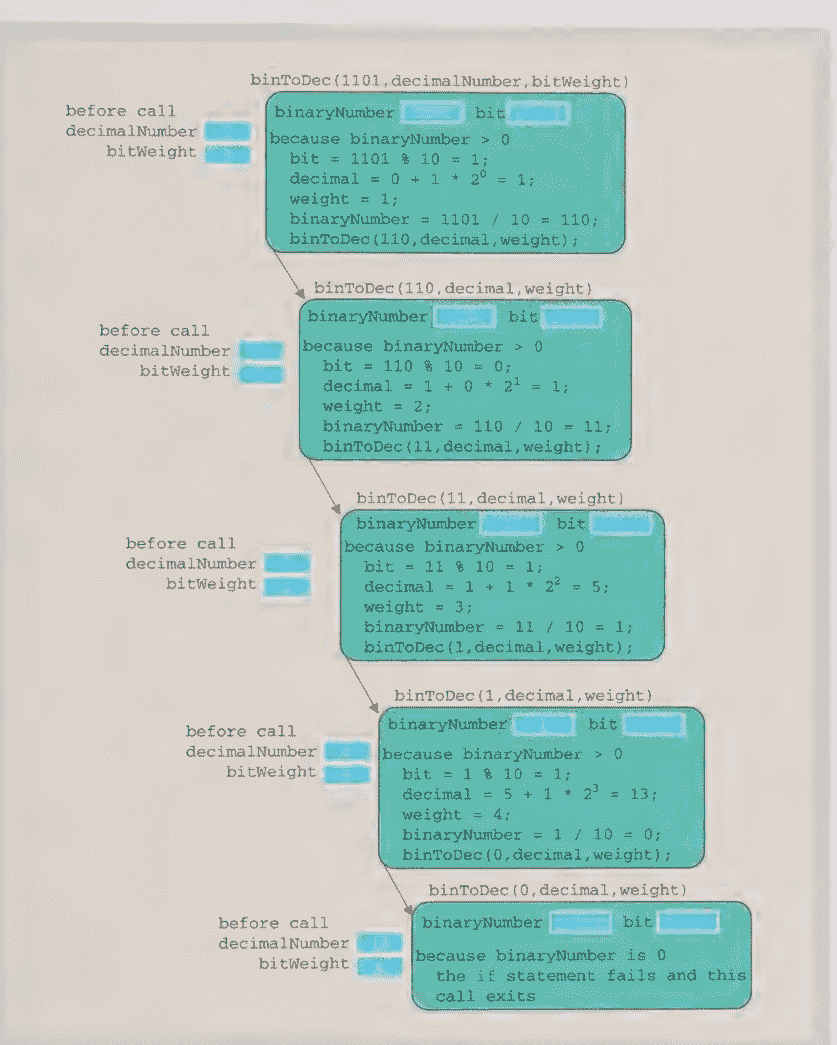 binToDec(1101,decimalNumber,bitWeight)
before call
decimalNumber
bitWeight
binaryNumber bit
because binaryNumber > 0
bit = 1101 % 10 = 1;
decimal = 0 + 1 * 2⁰ = 1;
weight = 1;
binaryNumber = 1101 / 10 = 110;
binToDec(110,decimal,weight);
binToDec(110,decimal,weight)
before call
decimalNumber
bitWeight
binaryNumber bit
because binaryNumber > 0
bit = 110 % 10 = 0;
decimal = 1 + 0 * 2¹ = 1;
weight = 2;
binaryNumber = 110 / 10 = 11;
binToDec(11,decimal,weight);
binToDec(11,decimal,weight)
before call
decimalNumber
bitWeight
binaryNumber bit
because binaryNumber > 0
bit = 11 % 10 = 1;
decimal = 1 + 1 * 2² = 5;
weight = 3;
binaryNumber = 11 / 10 = 1;
binToDec(1,decimal,weight);
binToDec(1,decimal,weight)
before call
decimalNumber
bitWeight
binaryNumber bit
because binaryNumber > 0
bit = 1 % 10 = 1;
decimal = 5 + 1 * 2³ = 13;
weight = 4;
binaryNumber = 1 / 10 = 0;
binToDec(0,decimal,weight);
binToDec(0,decimal,weight)
before call
decimalNumber
bitWeight
binaryNumber bit
because binaryNumber is 0
the if statement fails and this
call exits